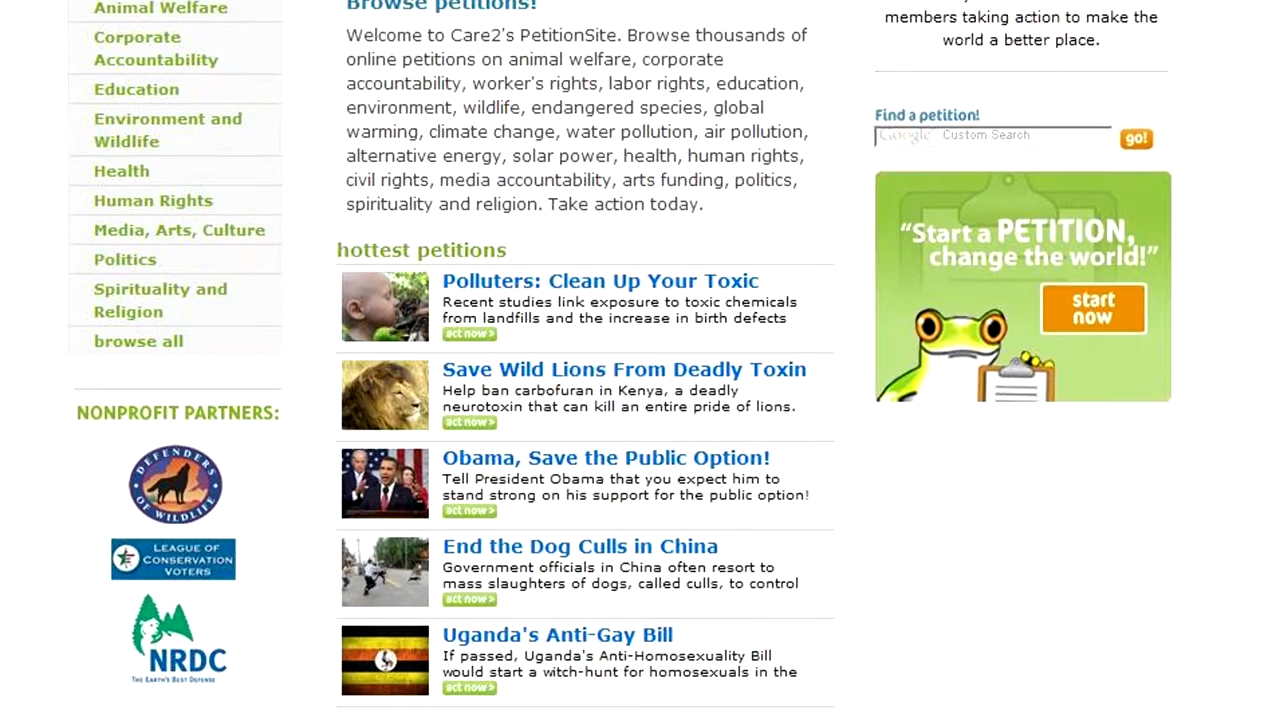 Animal Welfare
Corporate
Accountability
Education
Environment and
Wildlife
Health
Human Rights
Media, Arts, Culture
Politics
Spirituality and
Religion
browse all
NONPROFIT PARTNERS:
DEFENDERS
OF WILDLIFE
LEAGUE OF
CONSERVATION
VOTERS
NRDC
THE EARTH'S BEST DEFENSE
Browse petitions!
Welcome to Care2's PetitionSite. Browse thousands of
online petitions on animal welfare, corporate
accountability, worker's rights, labor rights, education,
environment, wildlife, endangered species, global
warming, climate change, water pollution, air pollution,
alternative energy, solar power, health, human rights,
civil rights, media accountability, arts funding, politics,
spirituality and religion. Take action today.
hottest petitions
Polluters: Clean Up Your Toxic
Recent studies link exposure to toxic chemicals
from landfills and the increase in birth defects
act now >
Save Wild Lions From Deadly Toxin
Help ban carbofuran in Kenya, a deadly
neurotoxin that can kill an entire pride of lions.
act now >
Obama, Save the Public Option!
Tell President Obama that you expect him to
stand strong on his support for the public option!
act now >
End the Dog Culls in China
Government officials in China often resort to
mass slaughters of dogs, called culls, to control
act now >
Uganda's Anti-Gay Bill
If passed, Uganda's Anti-Homosexuality Bill
would start a witch-hunt for homosexuals in the
act now >
members taking action to make the
world a better place.
Find a petition!
Google Custom Search
go!
"Start a PETITION,
change the world!"
start
now